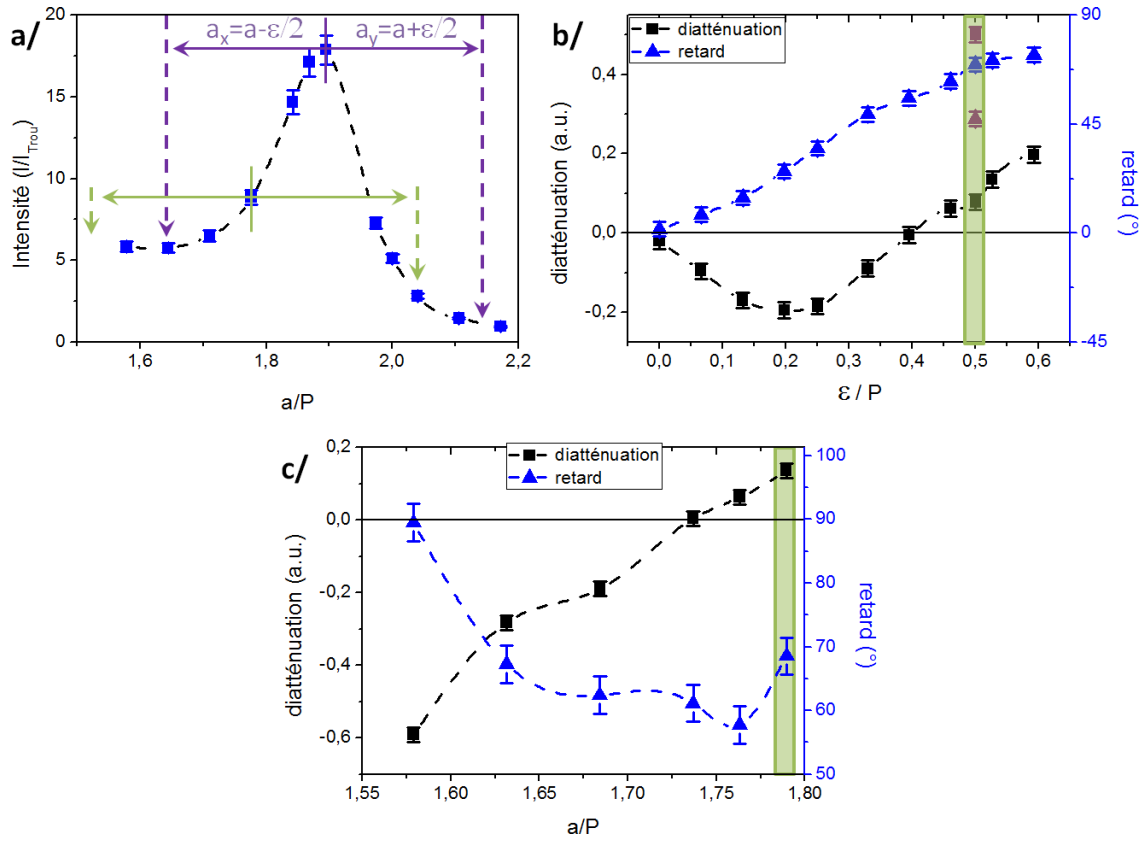 a/
aₓ=a-ε/2
a_y=a+ε/2
Intensité (I/I_Trou)
20
15
10
5
0
1,6
1,8
2,0
2,2
a/P
b/
diatténuation
retard
diatténuation (a.u.)
0,4
0,2
0,0
-0,2
90
45
0
-45
retard (°)
0,0
0,1
0,2
0,3
0,4
0,5
0,6
ε / P
c/
diatténuation
retard
diatténuation (a.u.)
0,2
0,0
-0,2
-0,4
-0,6
100
90
80
70
60
50
retard (°)
1,55
1,60
1,65
1,70
1,75
1,80
a/P